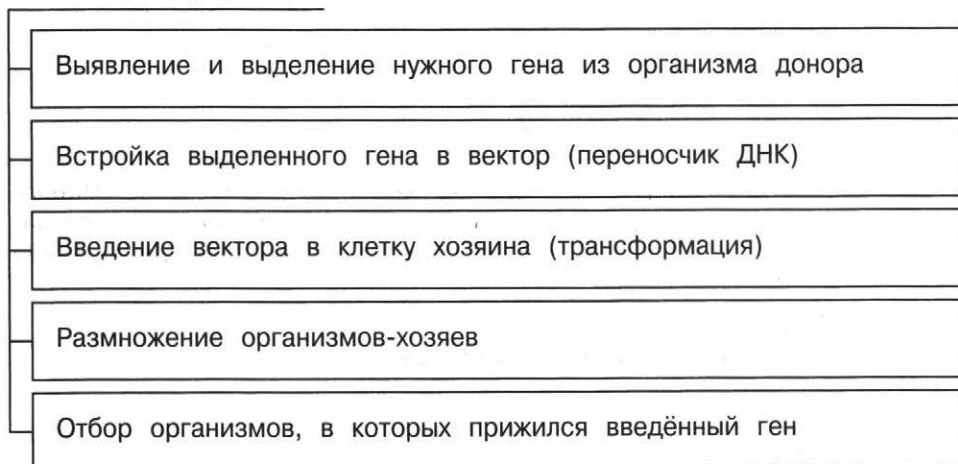 Выявление и выделение нужного гена из организма донора
Встройка выделенного гена в вектор (переносчик ДНК)
Введение вектора в клетку хозяина (трансформация)
Размножение организмов-хозяев
Отбор организмов, в которых прижился введённый ген